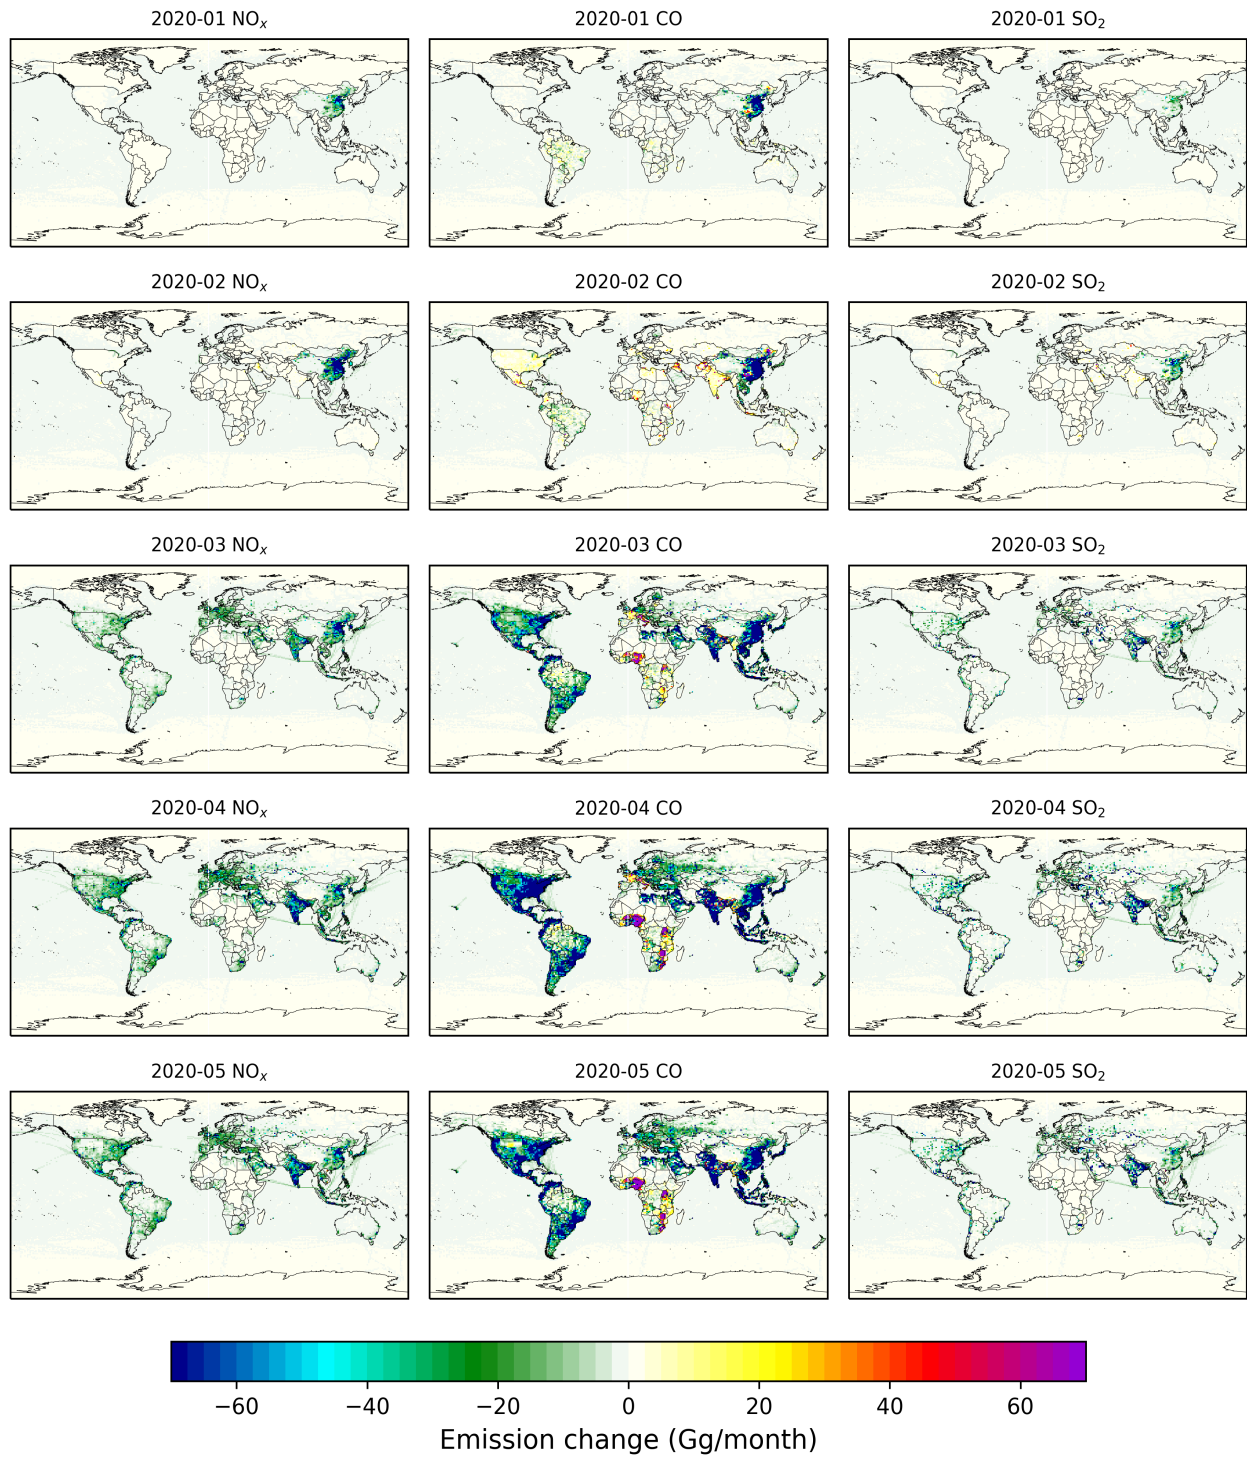 2020-01 NOₓ 2020-01 CO 2020-01 SO₂
2020-02 NOₓ 2020-02 CO 2020-02 SO₂
2020-03 NOₓ 2020-03 CO 2020-03 SO₂
2020-04 NOₓ 2020-04 CO 2020-04 SO₂
2020-05 NOₓ 2020-05 CO 2020-05 SO₂
−60 −40 −20 0 20 40 60
Emission change (Gg/month)